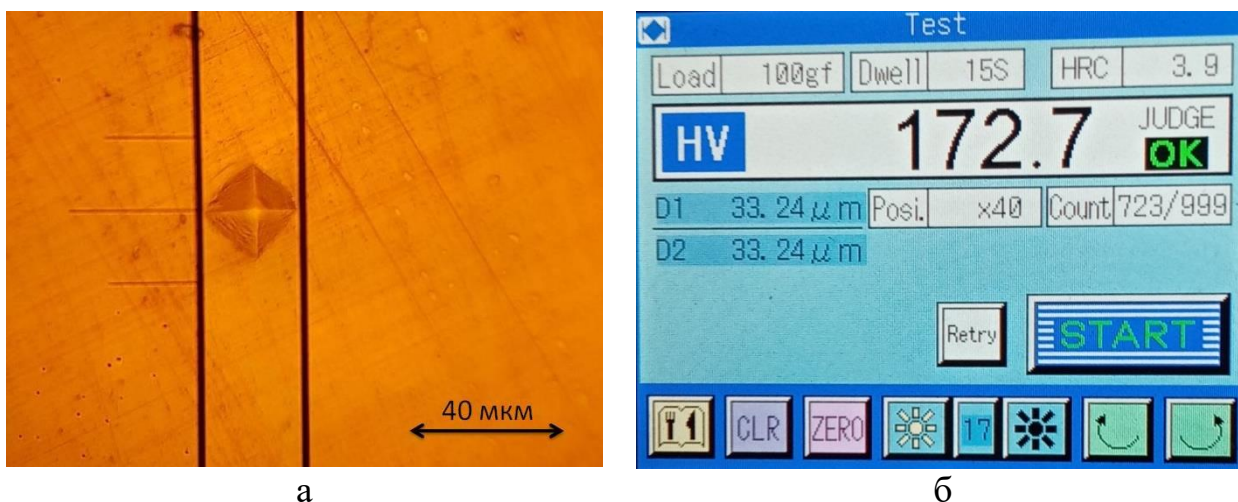 40 мкм
а
Test
Load 100gf Dwell 15S HRC 3.9
HV 172.7 JUDGE
OK
D1 33.24 μm Posi. x40 Count 723/999
D2 33.24 μm
Retry START
CLR ZERO 17
б